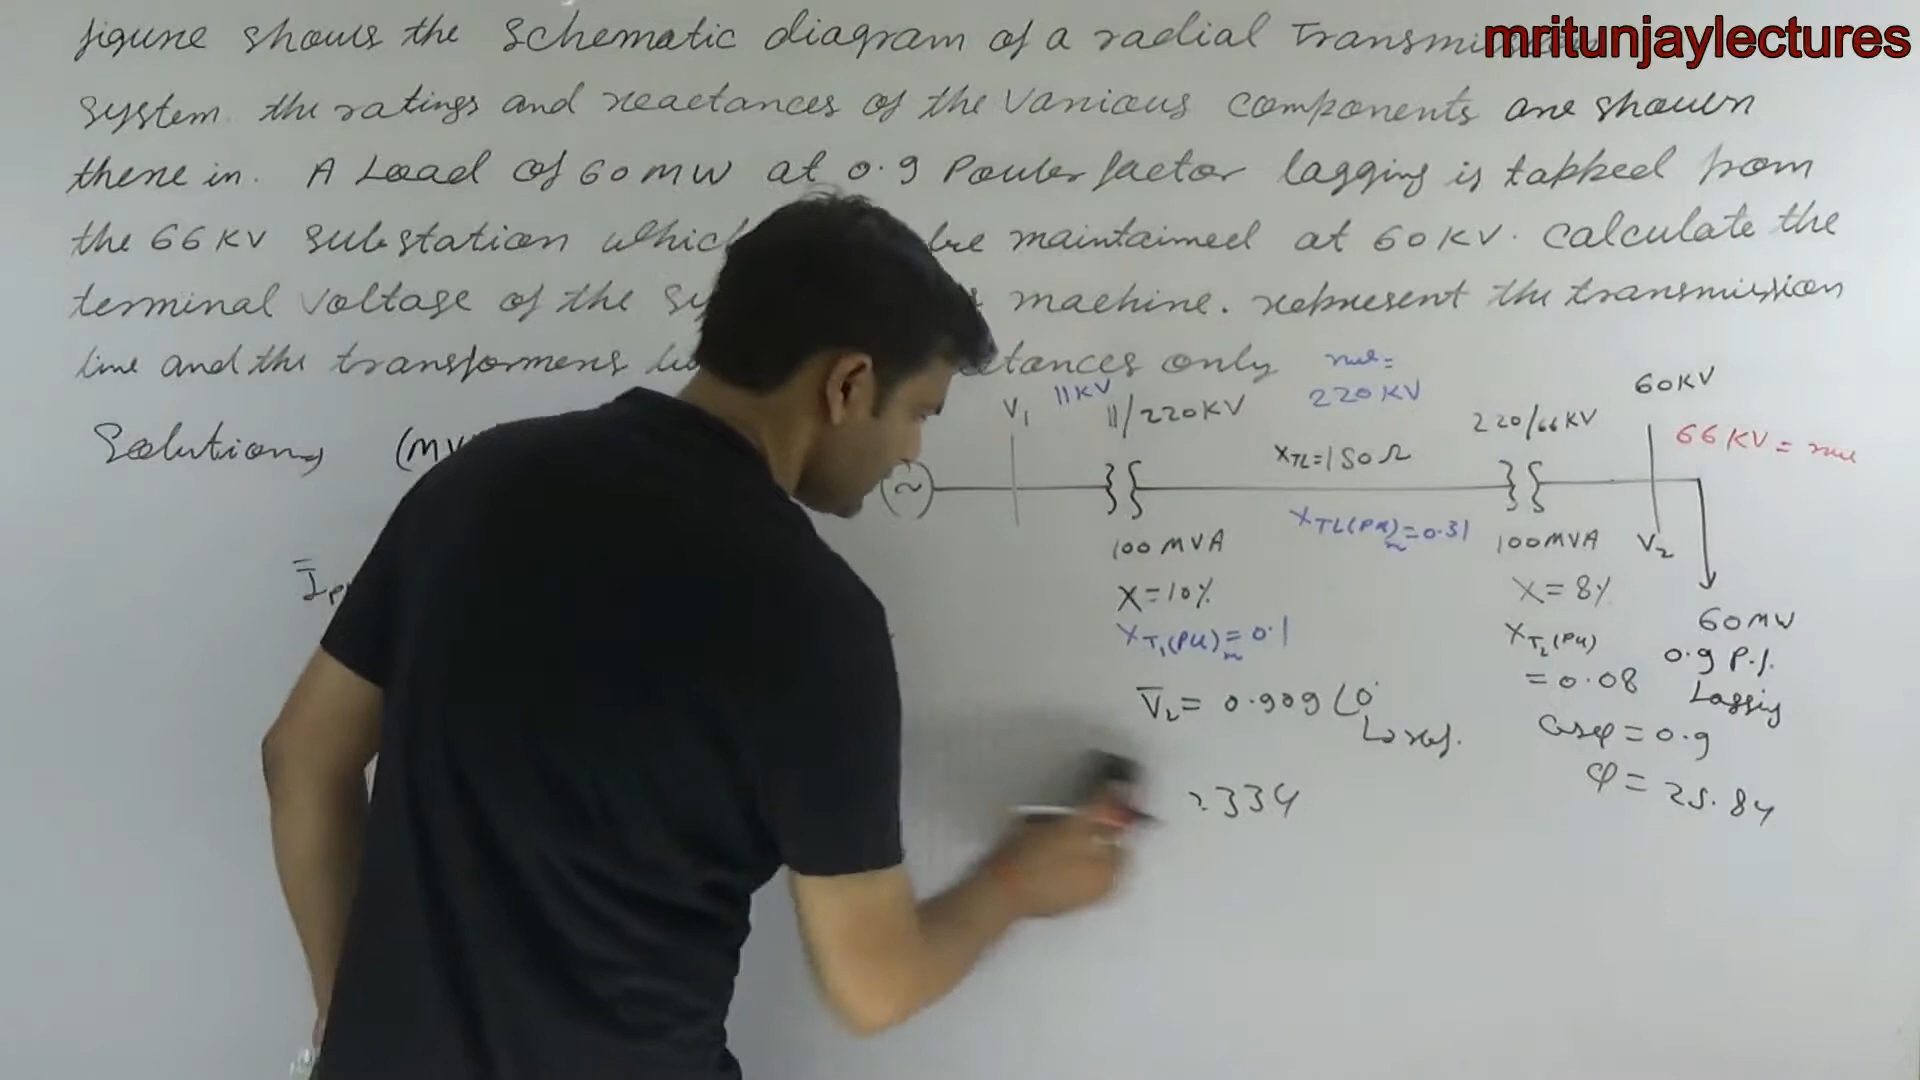 mritunjaylectures
figure shows the schematic diagram of a radial
system. the ratings and reactances of the various components are shown
there in. A Load of 60MW at 0.9 Power factor lagging is tapped from
the 66KV substation be maintained at 60KV. calculate the
terminal voltage of the machine. represent the transmission
line and the transformers only
220 KV
60KV
V1 11KV 11/220KV
220/66KV
66KV =
Solution,
XTL=150Ω
~
XTL(PU)=0.31
100MVA
100MVA
V2
X=10%
X=8%
XT1(PU)=0.1
XT2(PU)
=0.08
60MW
0.9 P.f.
Lagging
V̄2= 0.909∠0°
↳ref.
Cosφ=0.9
φ=25.84
334